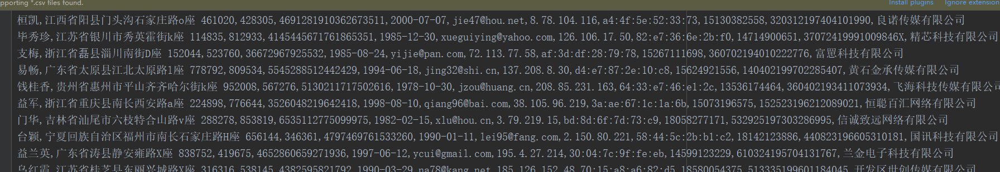 pporting *.csv files found. Install plugins Ignore extension
桓凯,江西省阳县门头沟石家庄路o座 461020,428305,4691281910362673511,2000-07-07,jie47@hou.net,8.78.104.116,a4:4f:5e:52:33:73,15130382558,320312197404101990,良诺传媒有限公司
毕秀珍,江苏省银川市秀英霍街k座 114835,812933,4145445671761865351,1985-12-30,xueguiying@yahoo.com,126.106.17.50,82:e7:36:6e:2b:f0,14714900651,37072419991009846X,精芯科技有限公司
支梅,浙江省磊县淄川南街D座 152044,523760,36672967925532,1985-08-24,yijie@pan.com,72.113.77.58,af:3d:df:28:79:78,15267111698,360702194010222776,富罳科技有限公司
易畅,广东省太原县江北太原路l座 778792,809534,5545288512442429,1994-06-18,jing32@shi.cn,137.208.8.30,d4:e7:87:2e:10:c8,15624921556,140402199702285407,黄石金承传媒有限公司
钱桂香,贵州省惠州市平山齐齐哈尔街k座 952008,567276,5130211717502616,1978-10-30,jzou@huang.cn,208.85.231.163,64:33:e7:46:e1:2c,13536174464,360402193411073934,飞海科技传媒有限公司
益军,浙江省重庆县南长西安路a座 224898,776644,3526048219642418,1998-08-10,qiang96@bai.com,38.105.96.219,3a:ae:67:1c:1a:6b,15073196575,152523196212089021,恒聪百汇网络有限公司
门华,吉林省汕尾市六枝特合山路v座 288278,853819,6535112775099975,1982-02-15,xlu@hou.cn,3.79.219.15,bd:8d:6f:7d:73:c9,18058277171,532925197303286995,信诚致远网络有限公司
台颖,宁夏回族自治区福州市南长石家庄路H座 656144,346361,4797469761533260,1990-01-11,lei95@fang.com,2.150.80.221,58:44:5c:2b:b1:c2,18142123886,440823196605310181,国讯科技有限公司
益兰英,广东省涛县静安雍路X座 838752,419675,4652860659271936,1997-06-12,ycui@gmail.com,195.4.27.214,30:04:7c:9f:fe:eb,14599123229,610324195704131767,兰金电子科技有限公司
乌红霞,江苏省桂芝县东丽兴城路X座 316316,538145,4382595821792,1990-03-29,na78@kang.net,185.126.152.48,70:15:a8:a6:82:d5,18580054375,513335199601184045,开发区世创传媒有限公司